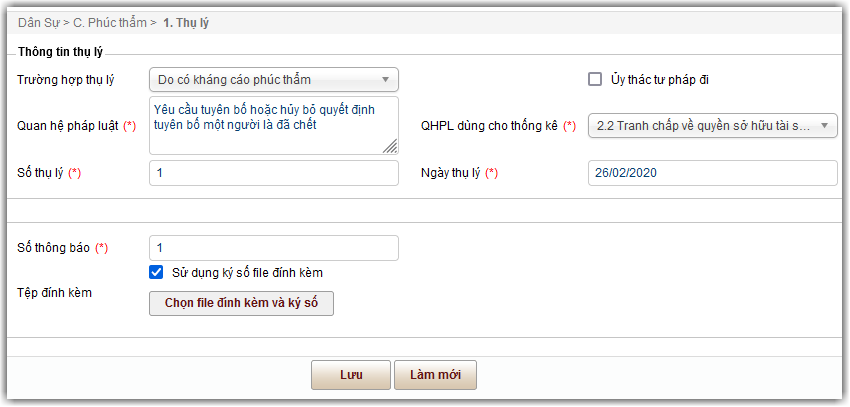 Dân Sự > C. Phúc thẩm > 1. Thụ lý
Thông tin thụ lý
Trường hợp thụ lý Do có kháng cáo phúc thẩm Ủy thác tư pháp đi
Quan hệ pháp luật (*) Yêu cầu tuyên bố hoặc hủy bỏ quyết định
tuyên bố một người là đã chết
QHPL dùng cho thống kê (*) 2.2 Tranh chấp về quyền sở hữu tài s...
Số thụ lý (*) 1 Ngày thụ lý (*) 26/02/2020
Số thông báo (*) 1
Sử dụng ký số file đính kèm
Tệp đính kèm
Chọn file đính kèm và ký số
Lưu Làm mới